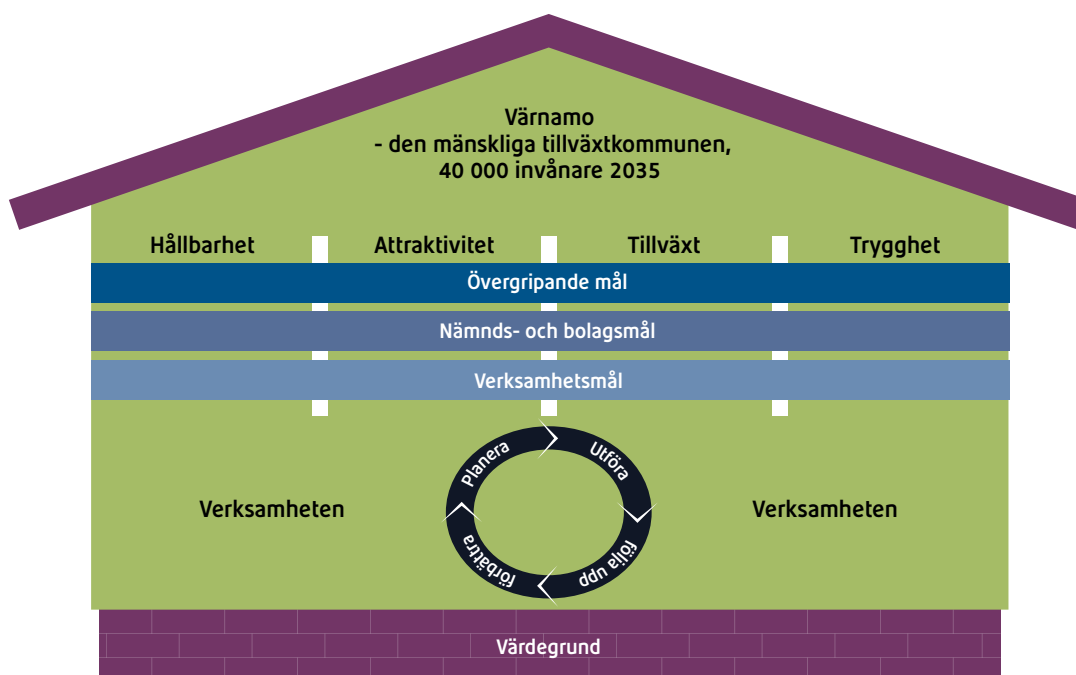 Värnamo
- den mänskliga tillväxtkommunen,
40 000 invånare 2035
Hållbarhet
Attraktivitet
Tillväxt
Trygghet
Övergripande mål
Nämnds- och bolagsmål
Verksamhetsmål
Planera
Utföra
följa upp
förbättra
Verksamheten
Verksamheten
Värdegrund